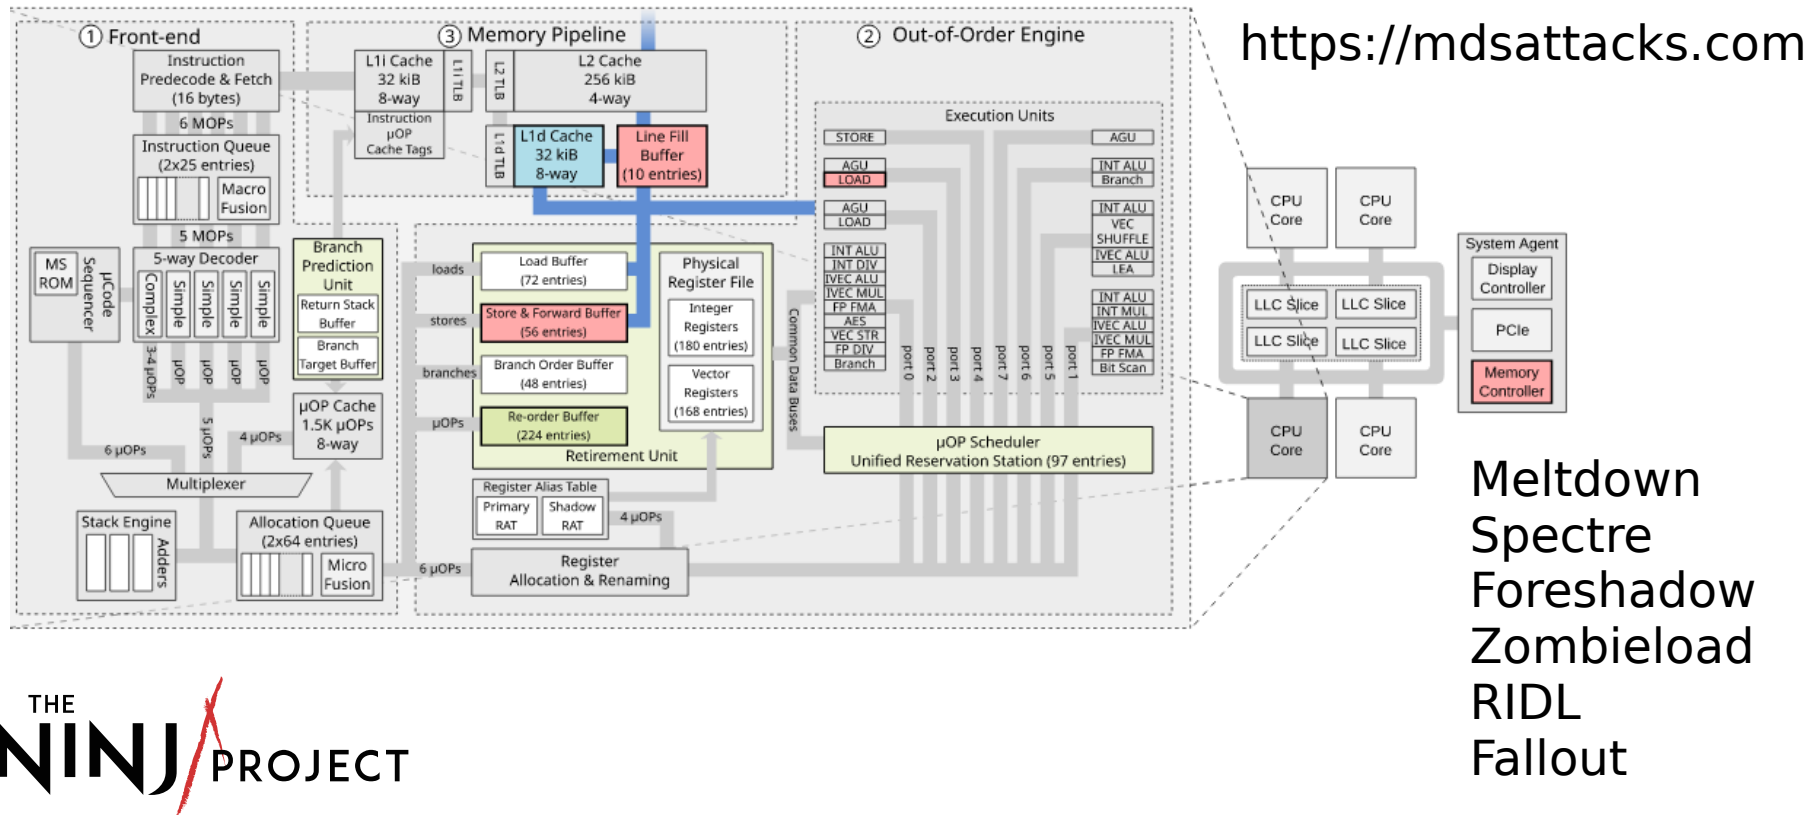 https://mdsattacks.com
① Front-end
Instruction
Predecode & Fetch
(16 bytes)
6 MOPs
Instruction Queue
(2x25 entries)
Macro
Fusion
5 MOPs
5-way Decoder
Complex
Simple
Simple
Simple
Simple
MS
ROM
µCode
Sequencer
3-4 µOPs
µOP
µOP
µOP
5 µOPs
6 µOPs
4 µOPs
Multiplexer
Stack Engine
Adders
Allocation Queue
(2x64 entries)
Micro
Fusion
Branch
Prediction
Unit
Return Stack
Buffer
Branch
Target Buffer
µOP Cache
1.5K µOPs
8-way
③ Memory Pipeline
L1i Cache
32 kiB
8-way
L1i TLB
Instruction
µOP
Cache Tags
L2 TLB
L2 Cache
256 kiB
4-way
L1d TLB
L1d Cache
32 kiB
8-way
Line Fill
Buffer
(10 entries)
② Out-of-Order Engine
Execution Units
STORE
AGU
LOAD
AGU
LOAD
INT ALU
INT DIV
IVEC ALU
IVEC MUL
FP FMA
AES
VEC STR
FP DIV
Branch
AGU
INT ALU
Branch
INT ALU
VEC
SHUFFLE
IVEC ALU
LEA
INT ALU
INT MUL
IVEC ALU
IVEC MUL
FP FMA
Bit Scan
port 0
port 2
port 3
port 4
port 7
port 6
port 5
port 1
Common Data Buses
µOP Scheduler
Unified Reservation Station (97 entries)
loads
stores
branches
µOPs
Load Buffer
(72 entries)
Store & Forward Buffer
(56 entries)
Branch Order Buffer
(48 entries)
Re-order Buffer
(224 entries)
Physical
Register File
Integer
Registers
(180 entries)
Vector
Registers
(168 entries)
Retirement Unit
Register Alias Table
Primary
RAT
Shadow
RAT
4 µOPs
6 µOPs
Register
Allocation & Renaming
CPU
Core
CPU
Core
LLC Slice
LLC Slice
LLC Slice
LLC Slice
CPU
Core
CPU
Core
System Agent
Display
Controller
PCIe
Memory
Controller
Meltdown
Spectre
Foreshadow
Zombieload
RIDL
Fallout
THE
NINJA
PROJECT